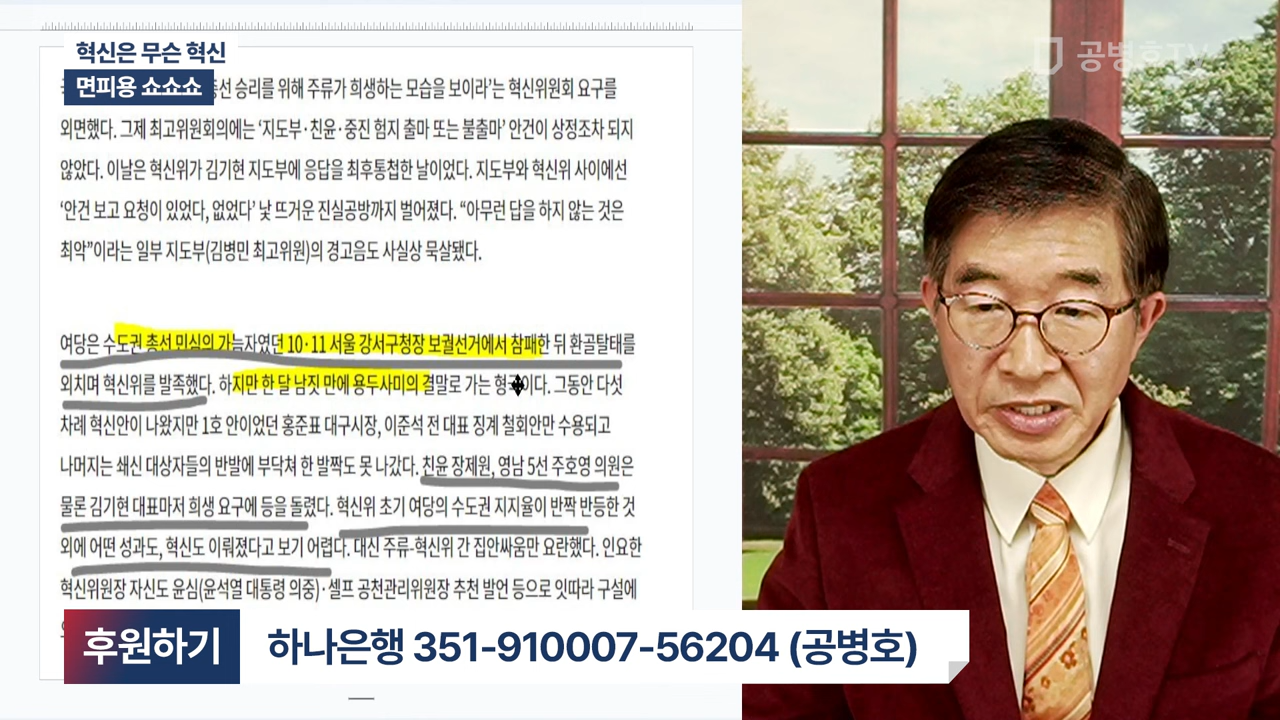 혁신은 무슨 혁신
면피용 쇼쇼쇼
공병호TV
선 승리를 위해 주류가 희생하는 모습을 보이라’는 혁신위원회 요구를
외면했다. 그제 최고위원회의에는 ‘지도부·친윤·중진 험지 출마 또는 불출마’ 안건이 상정조차 되지
않았다. 이날은 혁신위가 김기현 지도부에 응답을 최후통첩한 날이었다. 지도부와 혁신위 사이에선
‘안건 보고 요청이 있었다, 없었다’ 낯 뜨거운 진실공방까지 벌어졌다. “아무런 답을 하지 않는 것은
최악”이라는 일부 지도부(김병민 최고위원)의 경고음도 사실상 묵살됐다.
여당은 수도권 총선 민심의 가늠자였던 10·11 서울 강서구청장 보궐선거에서 참패한 뒤 환골탈태를
외치며 혁신위를 발족했다. 하지만 한 달 남짓 만에 용두사미의 결말로 가는 형국이다. 그동안 다섯
차례 혁신안이 나왔지만 1호 안이었던 홍준표 대구시장, 이준석 전 대표 징계 철회안만 수용되고
나머지는 쇄신 대상자들의 반발에 부닥쳐 한 발짝도 못 나갔다. 친윤 장제원, 영남 5선 주호영 의원은
물론 김기현 대표마저 희생 요구에 등을 돌렸다. 혁신위 초기 여당의 수도권 지지율이 반짝 반등한 것
외에 어떤 성과도, 혁신도 이뤄졌다고 보기 어렵다. 대신 주류-혁신위 간 집안싸움만 요란했다. 인요한
혁신위원장 자신도 윤심(윤석열 대통령 의중)·셀프 공천관리위원장 추천 발언 등으로 잇따라 구설에
후원하기
하나은행 351-910007-56204 (공병호)